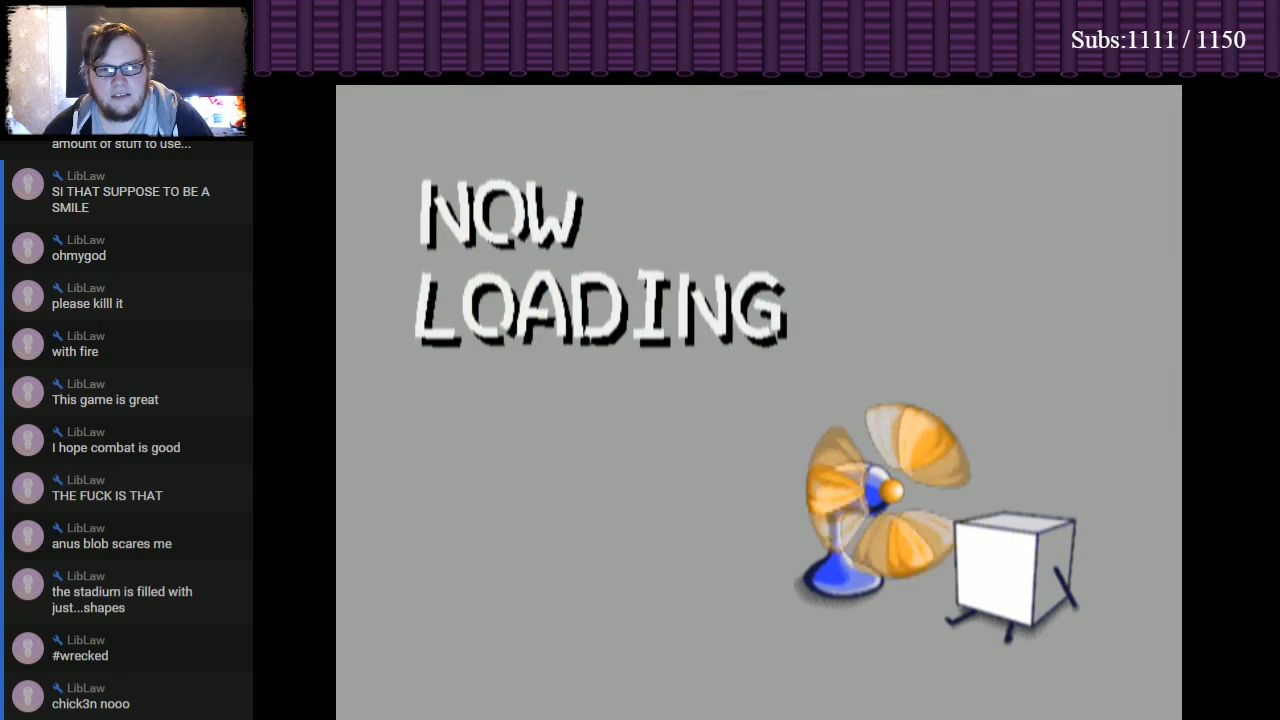 Subs:1111 / 1150
amount of stuff to use...
LibLaw
SI THAT SUPPOSE TO BE A
SMILE
LibLaw
ohmygod
LibLaw
please killl it
LibLaw
with fire
LibLaw
This game is great
LibLaw
I hope combat is good
LibLaw
THE FUCK IS THAT
LibLaw
anus blob scares me
LibLaw
the stadium is filled with
just...shapes
LibLaw
#wrecked
LibLaw
chick3n nooo
NOW
LOADING